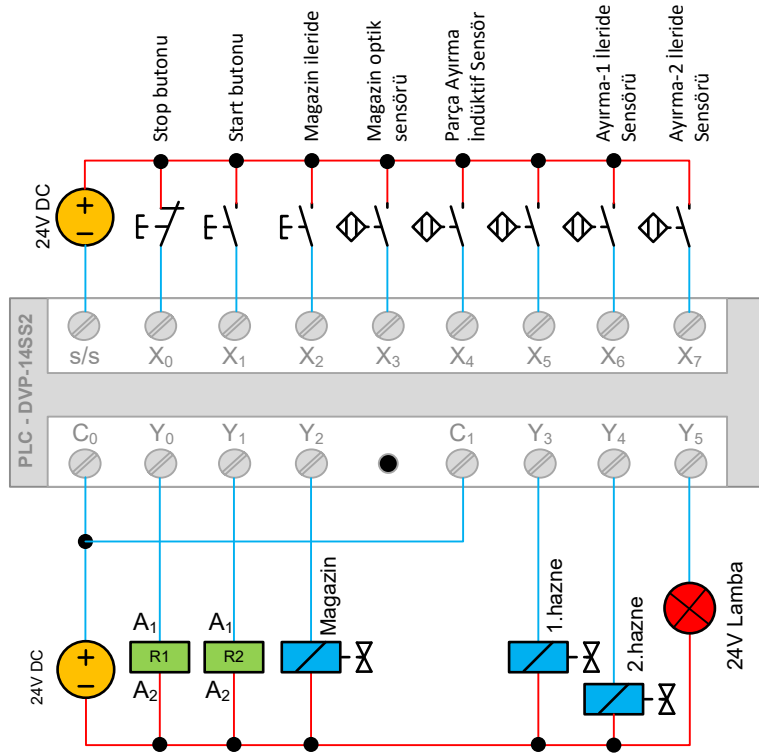 Stop butonu
Start butonu
Magazin ileride
Magazin optik
sensörü
Parça Ayırma
İndüktif Sensör
Ayırma-1 İleride
Sensörü
Ayırma-2 İleride
Sensörü
24V DC
+
−
PLC - DVP-14SS2
s/s
X0
X1
X2
X3
X4
X5
X6
X7
C0
Y0
Y1
Y2
C1
Y3
Y4
Y5
24V DC
+
−
A1
R1
A2
A1
R2
A2
Magazin
1.hazne
2.hazne
24V Lamba